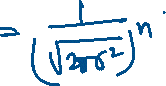 = (1/√(2πσ²))ⁿ